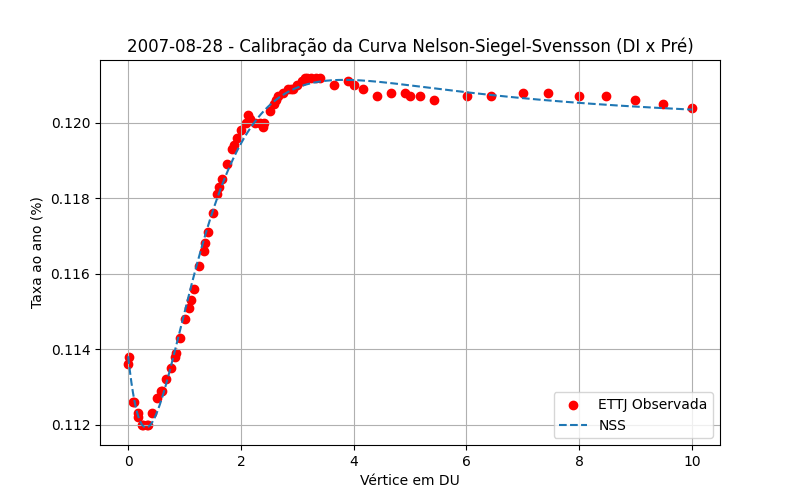 2007-08-28 - Calibração da Curva Nelson-Siegel-Svensson (DI x Pré)
Taxa ao ano (%)
0.120
0.118
0.116
0.114
0.112
0
2
4
6
8
10
Vértice em DU
ETTJ Observada
NSS